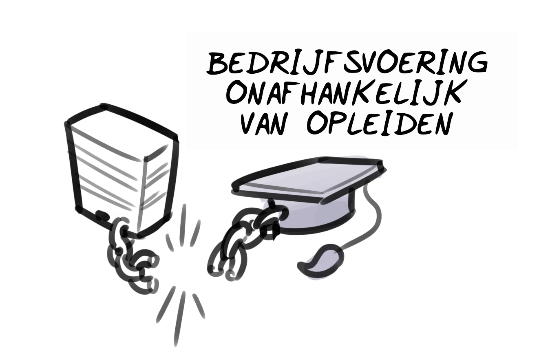 BEDRIJFSVOERING
ONAFHANKELIJK
VAN OPLEIDEN